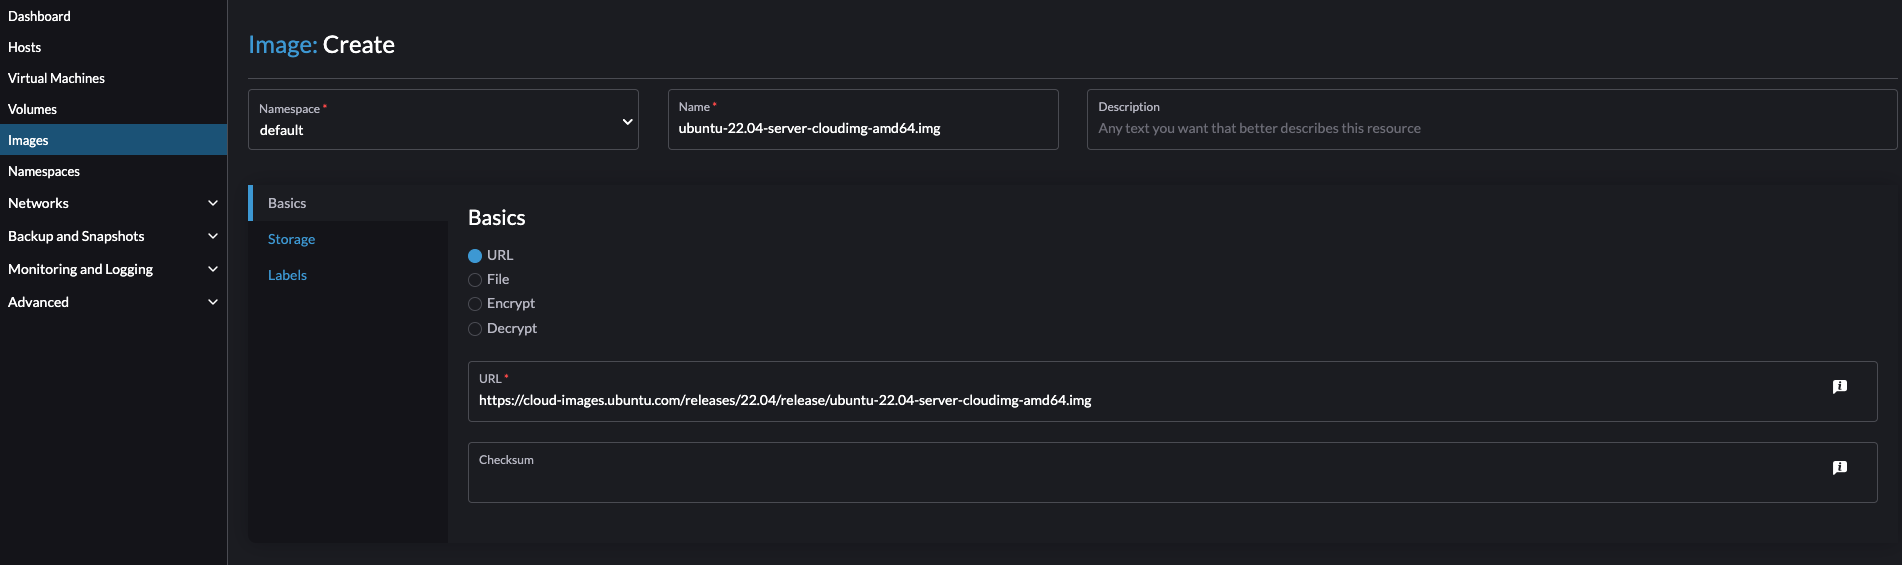 Dashboard
Hosts
Virtual Machines
Volumes
Images
Namespaces
Networks
Backup and Snapshots
Monitoring and Logging
Advanced
Image: Create
Namespace *
default
Name *
ubuntu-22.04-server-cloudimg-amd64.img
Description
Any text you want that better describes this resource
Basics
Storage
Labels
Basics
URL
File
Encrypt
Decrypt
URL *
https://cloud-images.ubuntu.com/releases/22.04/release/ubuntu-22.04-server-cloudimg-amd64.img
Checksum